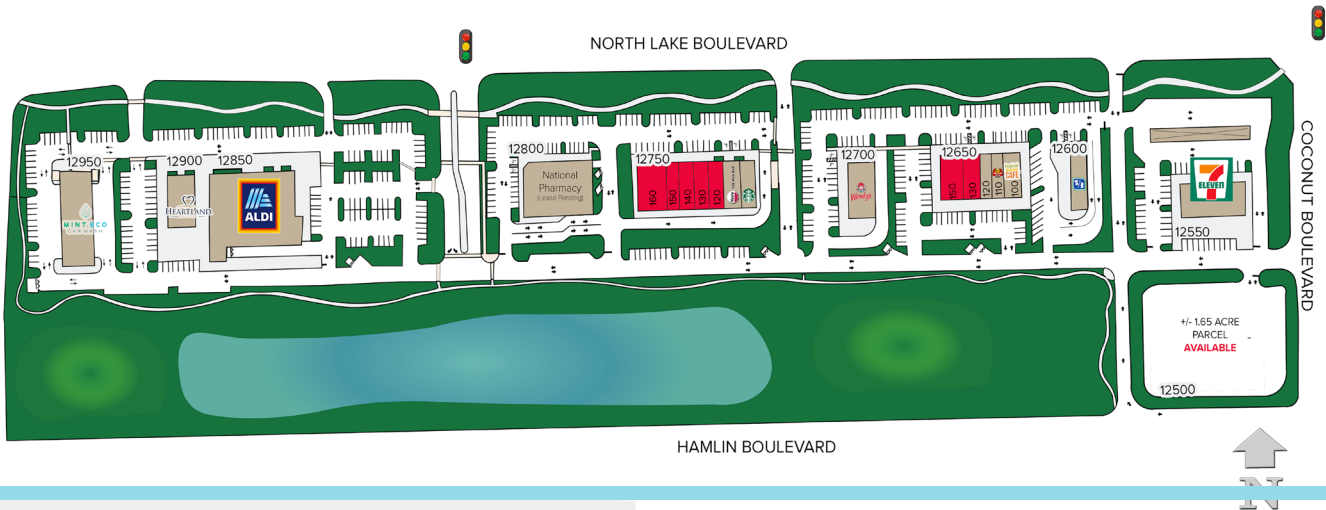 NORTH LAKE BOULEVARD
COCONUT BOULEVARD
12950
12900
12850
12800
12750
12700
12650
12600
MINT ECO
CAR WASH
HEARTLAND
ALDI
National
Pharmacy
(Lease Pending)
160
150
140
130
120
Wendy's
150
130
120
110
100
CAFE
7
ELEVEN
12550
+/- 1.65 ACRE
PARCEL
AVAILABLE
12500
HAMLIN BOULEVARD
N